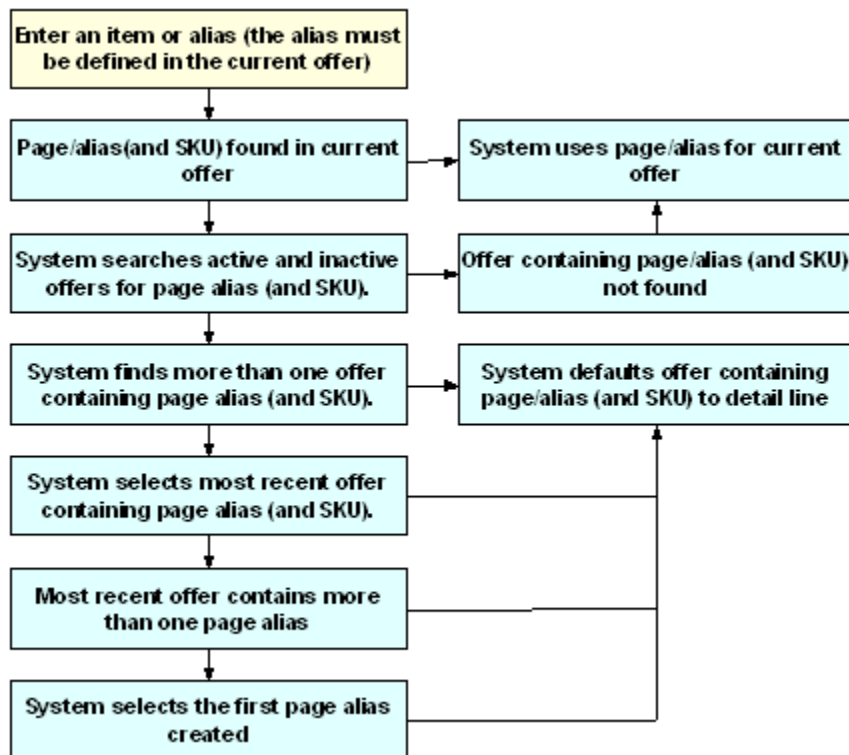 Enter an item or alias (the alias must
be defined in the current offer)
Page/alias(and SKU) found in current
offer
System uses page/alias for current
offer
System searches active and inactive
offers for page alias (and SKU).
Offer containing page/alias (and SKU)
not found
System finds more than one offer
containing page alias (and SKU).
System defaults offer containing
page/alias (and SKU) to detail line
System selects most recent offer
containing page alias (and SKU).
Most recent offer contains more
than one page alias
System selects the first page alias
created